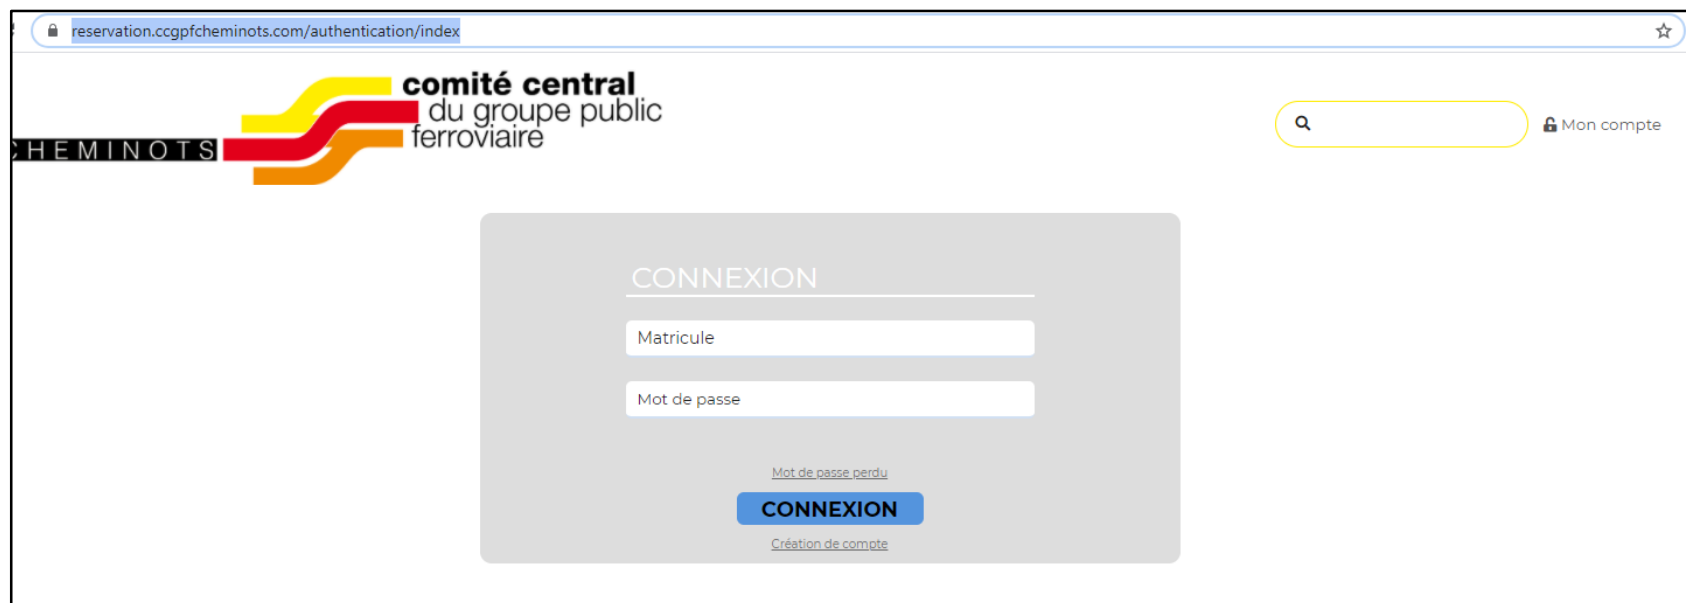 reservation.ccgpfcheminots.com/authentication/index
comité central
du groupe public
ferroviaire
CHEMINOTS
Mon compte
CONNEXION
Matricule
Mot de passe
Mot de passe perdu
CONNEXION
Création de compte